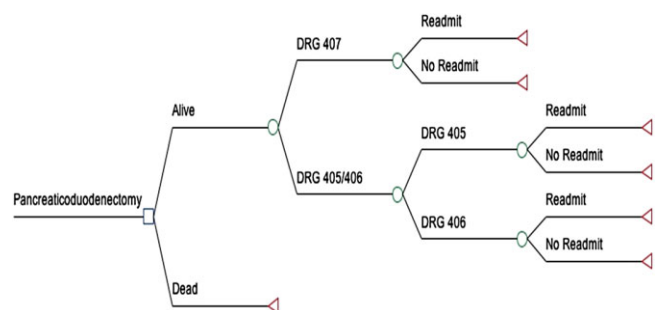 Readmit
DRG 407
No Readmit
Alive
Readmit
DRG 405
No Readmit
DRG 405/406
Pancreaticoduodenectomy
Readmit
DRG 406
No Readmit
Dead